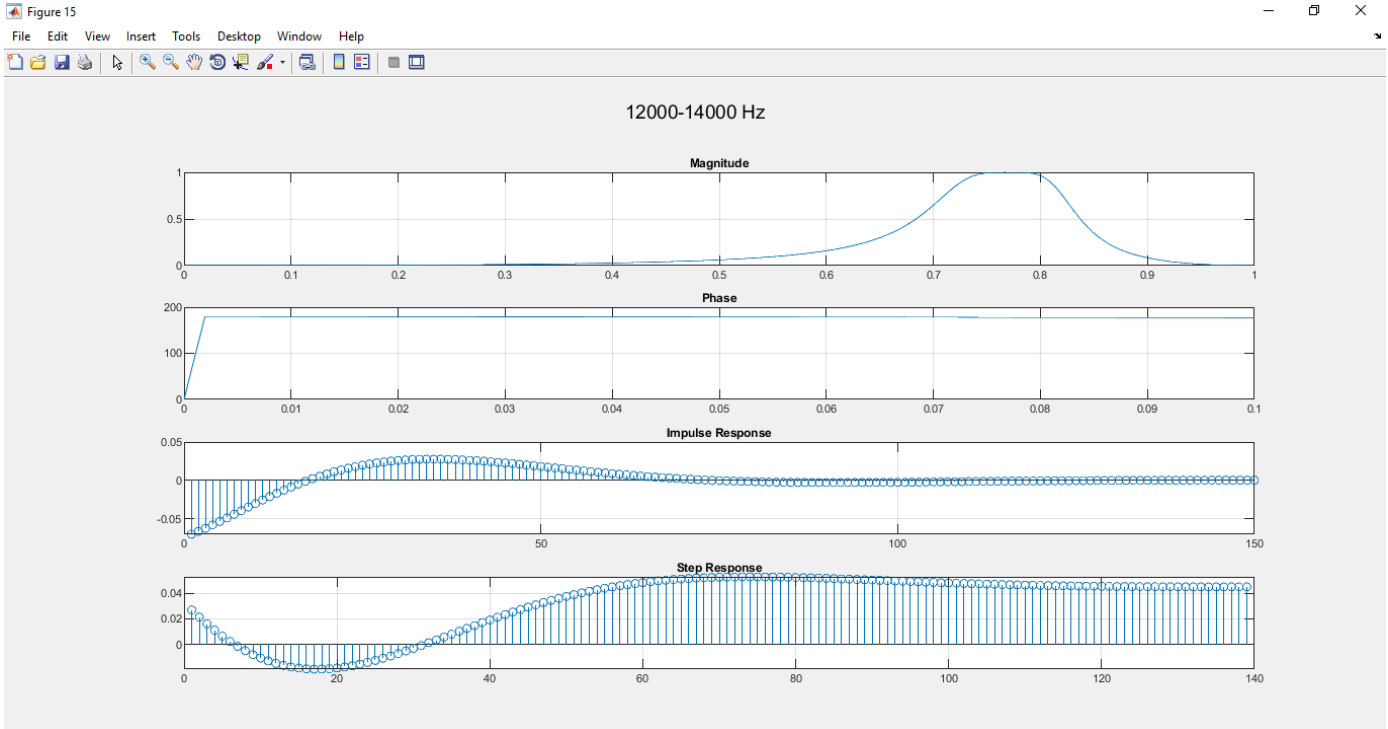 Figure 15
File Edit View Insert Tools Desktop Window Help
12000-14000 Hz
Magnitude
1
0.5
0
0 0.1 0.2 0.3 0.4 0.5 0.6 0.7 0.8 0.9 1
Phase
200
100
0
0 0.01 0.02 0.03 0.04 0.05 0.06 0.07 0.08 0.09 0.1
Impulse Response
0.05
0
-0.05
0 50 100 150
Step Response
0.04
0.02
0
0 20 40 60 80 100 120 140